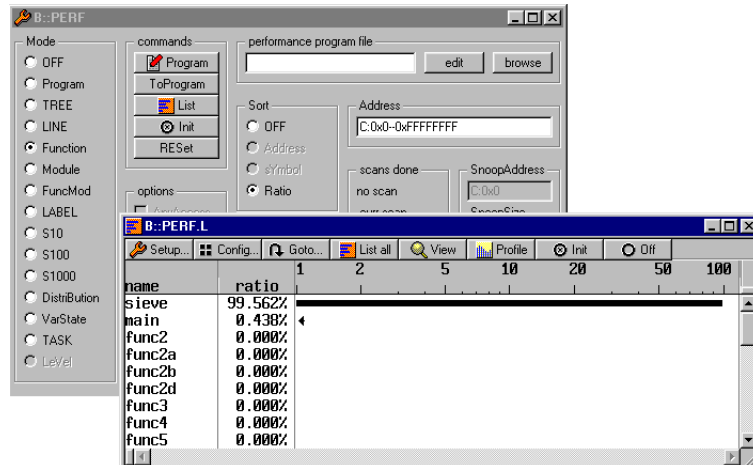 B::PERF
Mode
OFF
Program
TREE
LINE
Function
Module
FuncMod
LABEL
S10
S100
S1000
DistriBution
VarState
TASK
LeVel
commands
Program
ToProgram
List
Init
RESet
options
performance program file
edit browse
Sort
OFF
Address
sYmbol
Ratio
Address
C:0x0--0xFFFFFFFF
scans done
no scan
SnoopAddress
C:0x0
B::PERF.L
Setup... Config... Goto... List all View Profile Init Off
1 2 5 10 20 50 100
name ratio
sieve 99.562%
main 0.438%
func2 0.000%
func2a 0.000%
func2b 0.000%
func2d 0.000%
func3 0.000%
func4 0.000%
func5 0.000%